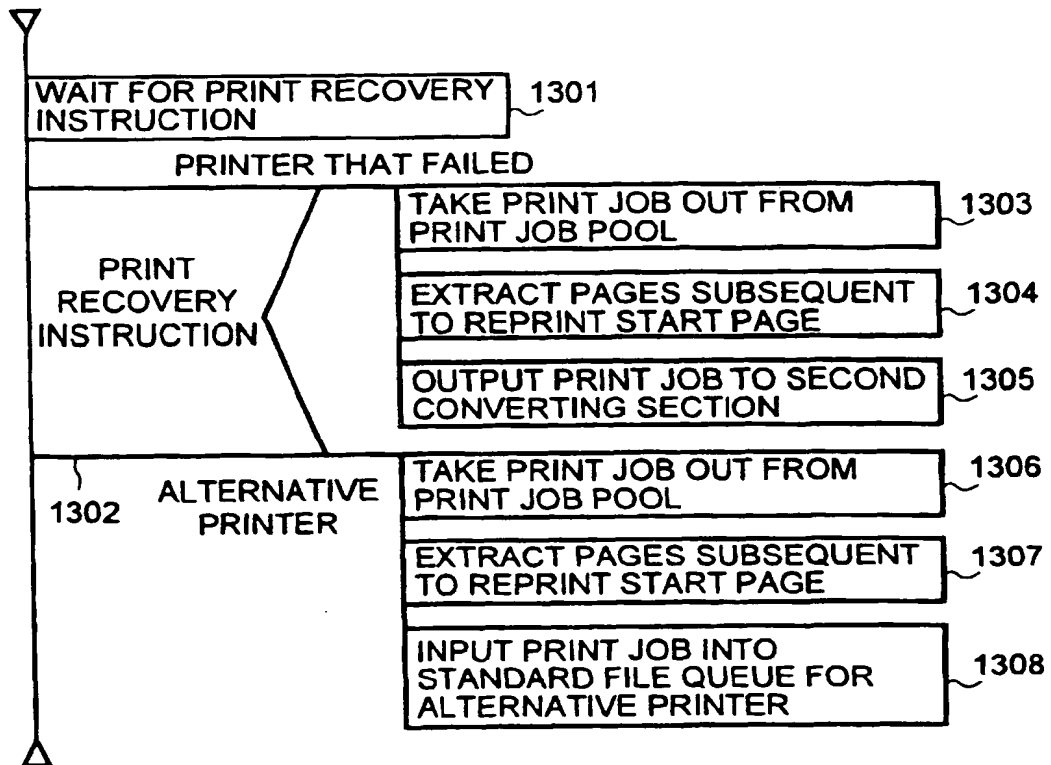 WAIT FOR PRINT RECOVERY
INSTRUCTION
1301
PRINTER THAT FAILED
TAKE PRINT JOB OUT FROM
PRINT JOB POOL
1303
PRINT
RECOVERY
INSTRUCTION
EXTRACT PAGES SUBSEQUENT
TO REPRINT START PAGE
1304
OUTPUT PRINT JOB TO SECOND
CONVERTING SECTION
1305
1302
ALTERNATIVE
PRINTER
TAKE PRINT JOB OUT FROM
PRINT JOB POOL
1306
EXTRACT PAGES SUBSEQUENT
TO REPRINT START PAGE
1307
INPUT PRINT JOB INTO
STANDARD FILE QUEUE FOR
ALTERNATIVE PRINTER
1308